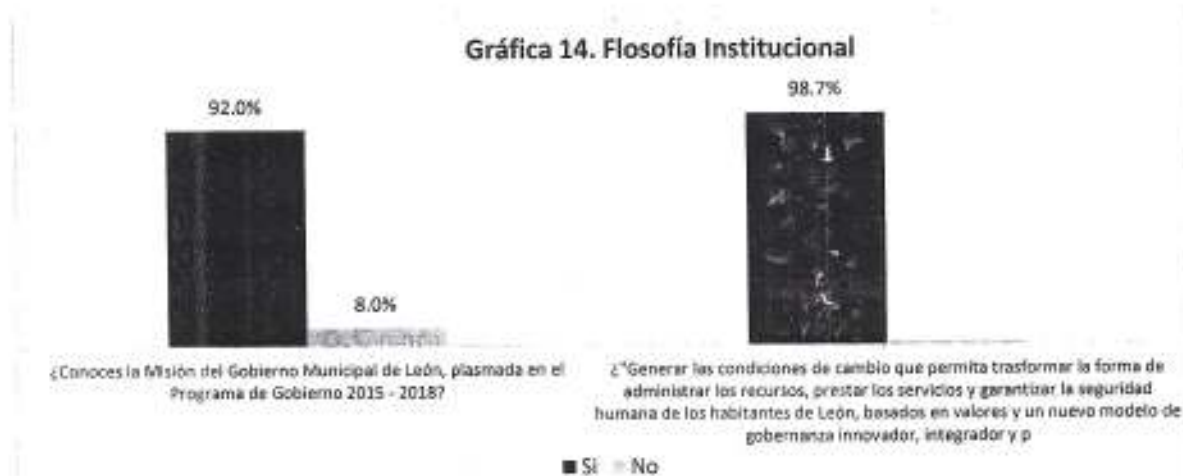 Gráfica 14. Flosofía Institucional
92.0%
98.7%
8.0%
¿Conoces la Misión del Gobierno Municipal de León, plasmada en el
Programa de Gobierno 2015 - 2018?
¿"Generar las condiciones de cambio que permita trasformar la forma de
administrar los recursos, prestar los servicios y garantizar la seguridad
humana de los habitantes de León, basados en valores y un nuevo modelo de
gobernanza innovador, integrador y p
Si No